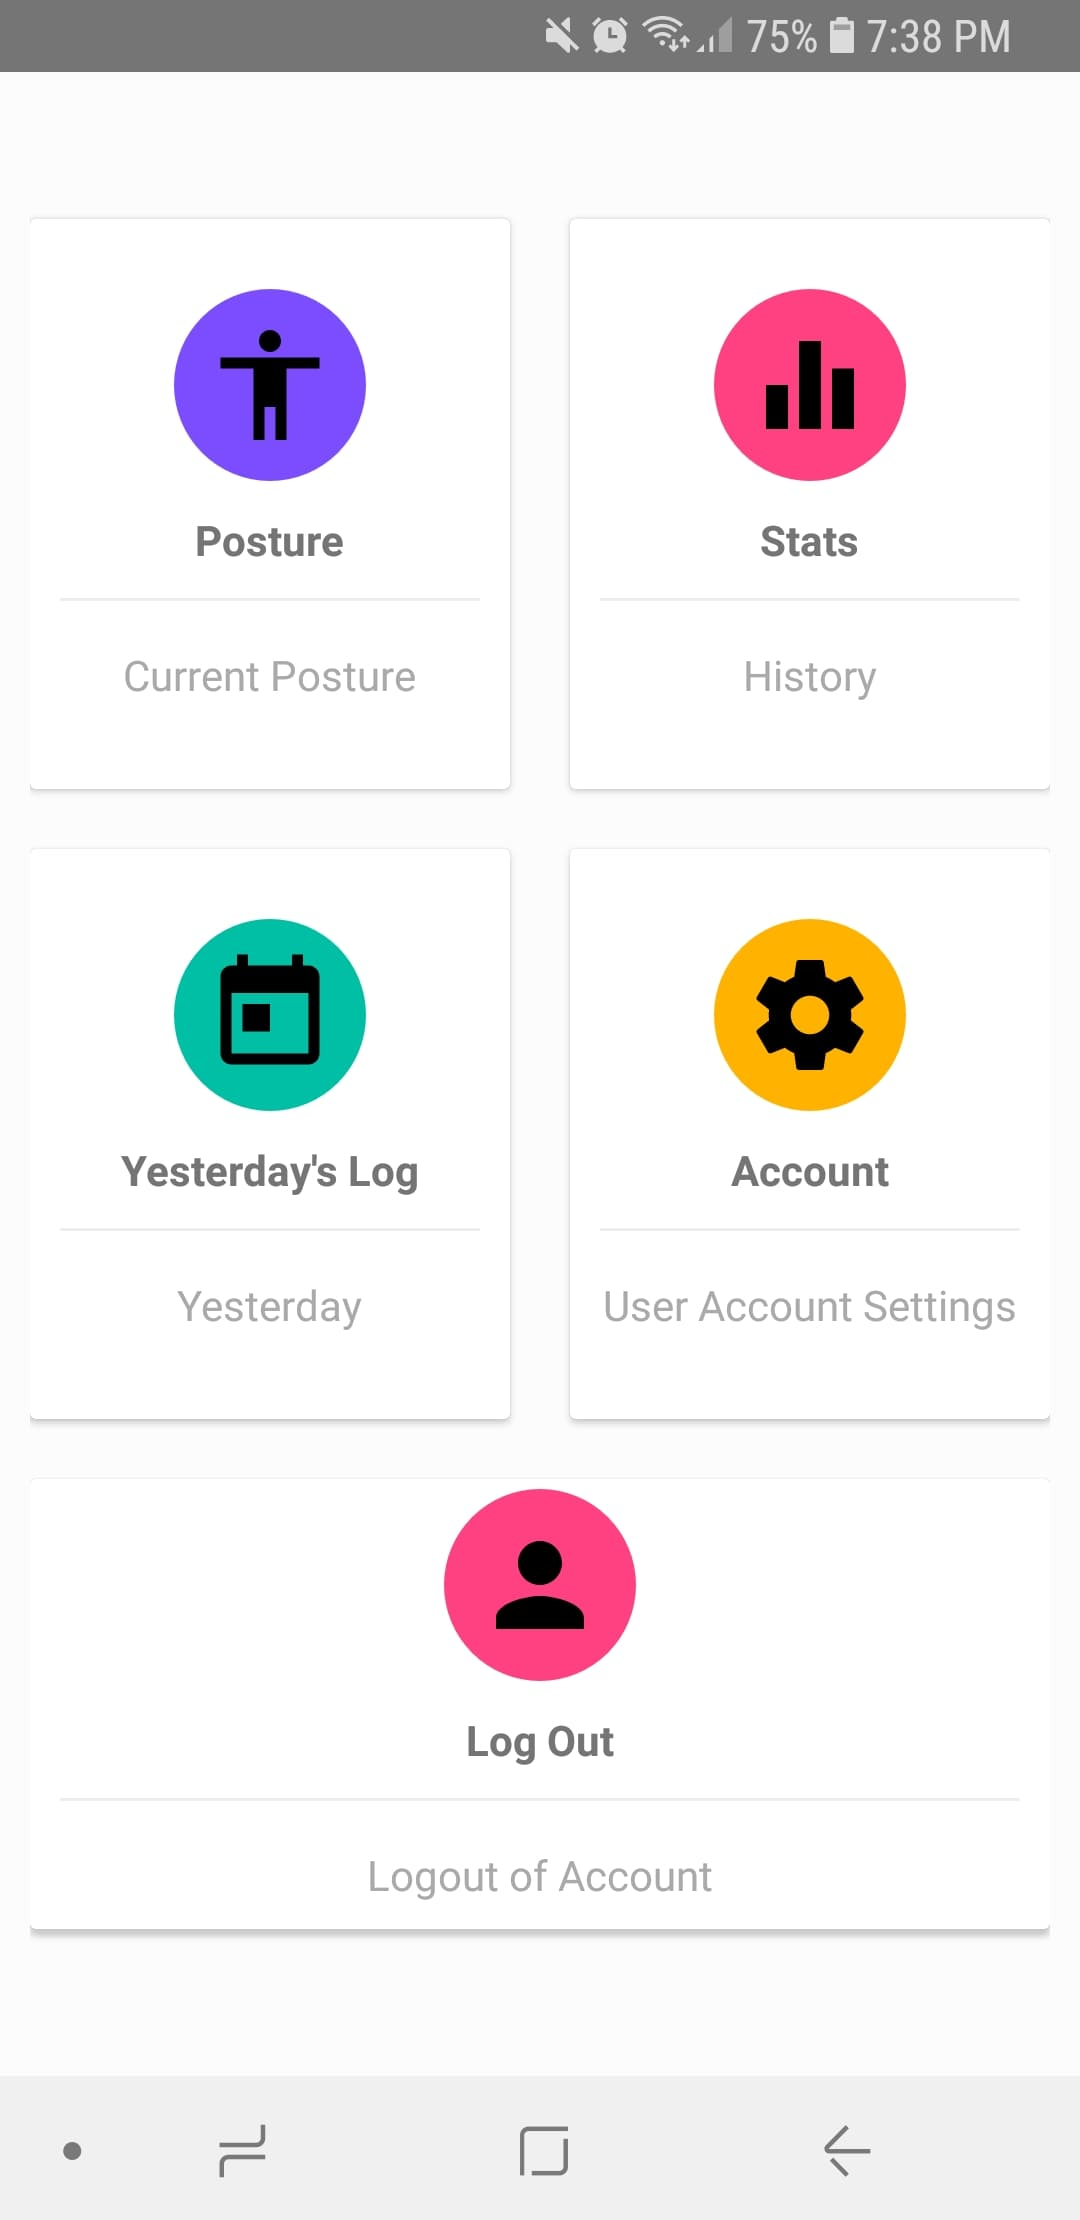 75% 7:38 PM
Posture
Current Posture
Stats
History
Yesterday's Log
Yesterday
Account
User Account Settings
Log Out
Logout of Account